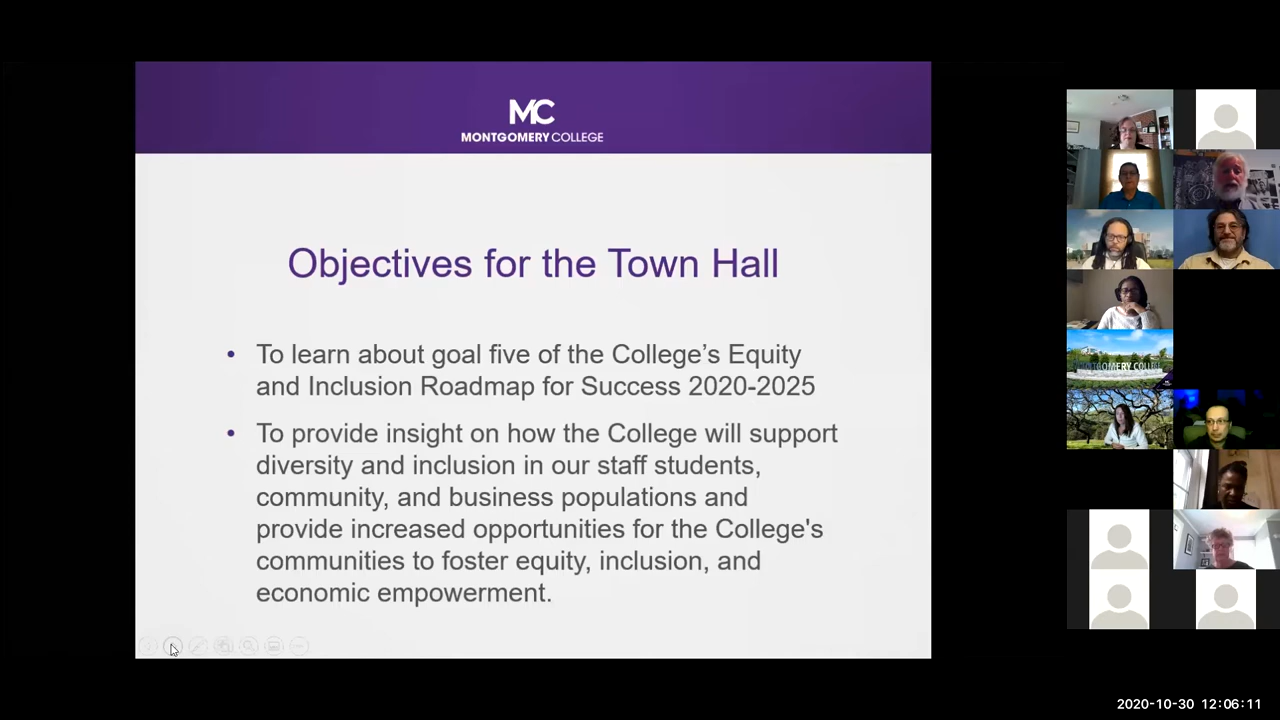 MC
MONTGOMERY COLLEGE
Objectives for the Town Hall
• To learn about goal five of the College’s Equity
and Inclusion Roadmap for Success 2020-2025
• To provide insight on how the College will support
diversity and inclusion in our staff students,
community, and business populations and
provide increased opportunities for the College's
communities to foster equity, inclusion, and
economic empowerment.
MONTGOMERY COLLEGE
2020-10-30 12:06:11